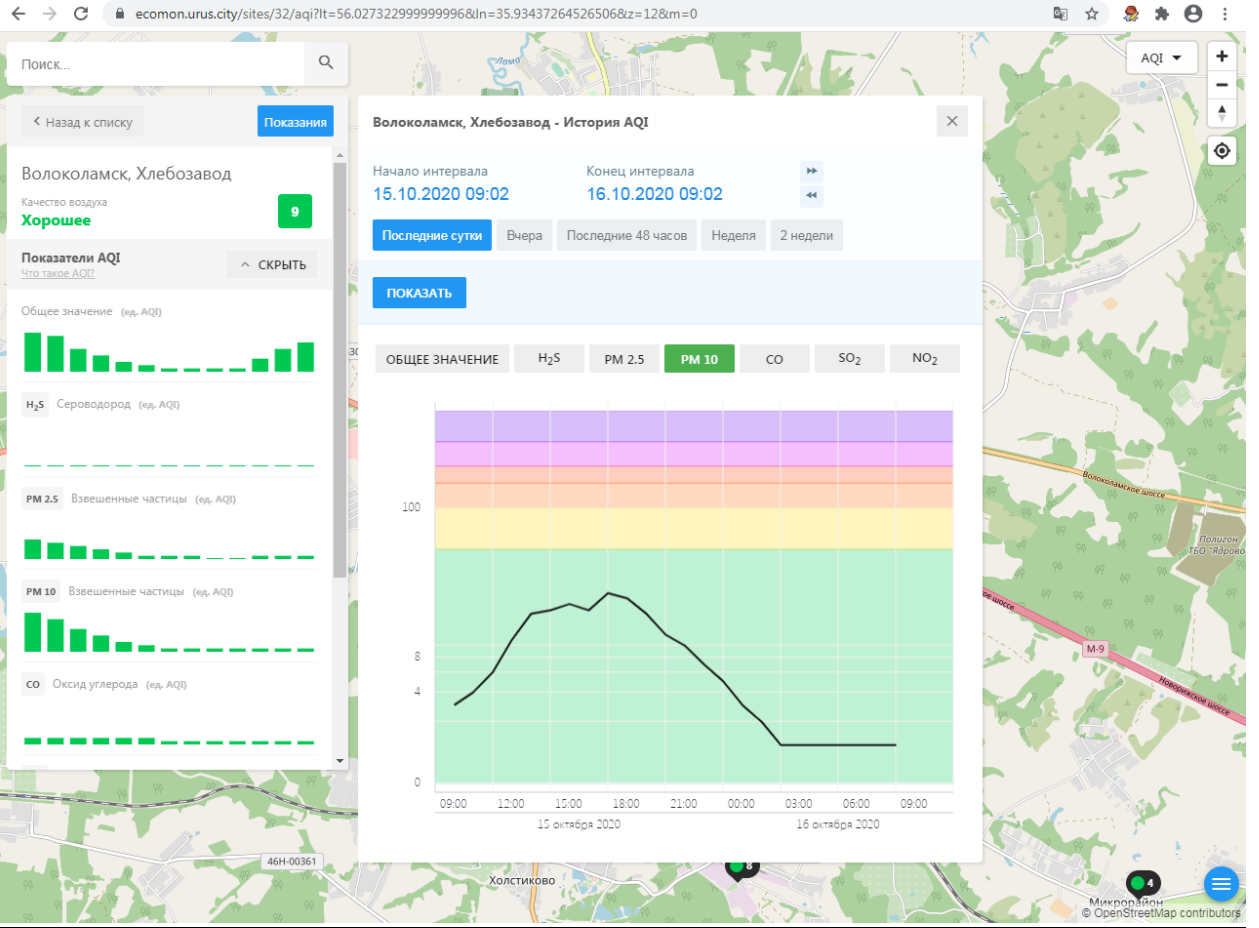 ecomon.urus.city/sites/32/aqi?lt=56.027322999999996&ln=35.93437264526506&z=12&m=0
Поиск...
Лама
AQI
Назад к списку
Показания
Волоколамск, Хлебозавод
Качество воздуха
Хорошее
9
Показатели AQI
Что такое AQI?
СКРЫТЬ
Общее значение (ед. AQI)
H2S Сероводород (ед. AQI)
PM 2.5 Взвешенные частицы (ед. AQI)
PM 10 Взвешенные частицы (ед. AQI)
CO Оксид углерода (ед. AQI)
Волоколамск, Хлебозавод - История AQI
Начало интервала
15.10.2020 09:02
Конец интервала
16.10.2020 09:02
Последние сутки
Вчера
Последние 48 часов
Неделя
2 недели
ПОКАЗАТЬ
ОБЩЕЕ ЗНАЧЕНИЕ
H2S
PM 2.5
PM 10
CO
SO2
NO2
100
8
4
0
09:00 12:00 15:00 18:00 21:00 00:00 03:00 06:00 09:00
15 октября 2020
16 октября 2020
Волоколамское шоссе
Полигон
ТБО "Ядрово
ое шоссе
М-9
Новорижское шоссе
46Н-00361
Холстиково
8
4
Микрорайон
© OpenStreetMap contributors